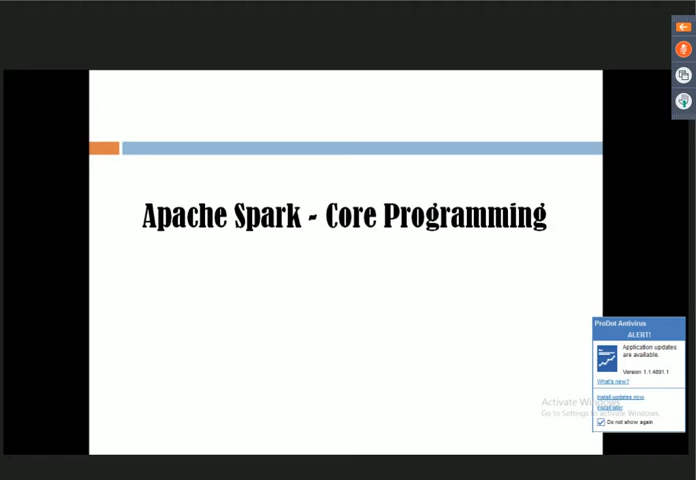 Apache Spark - Core Programming
ProDot Antivirus
ALERT!
Application updates
are available.
Version 1.1.4891.1
What's new?
Install updates now
Install later
Do not show again
Activate Windows
Go to Settings to activate Windows.